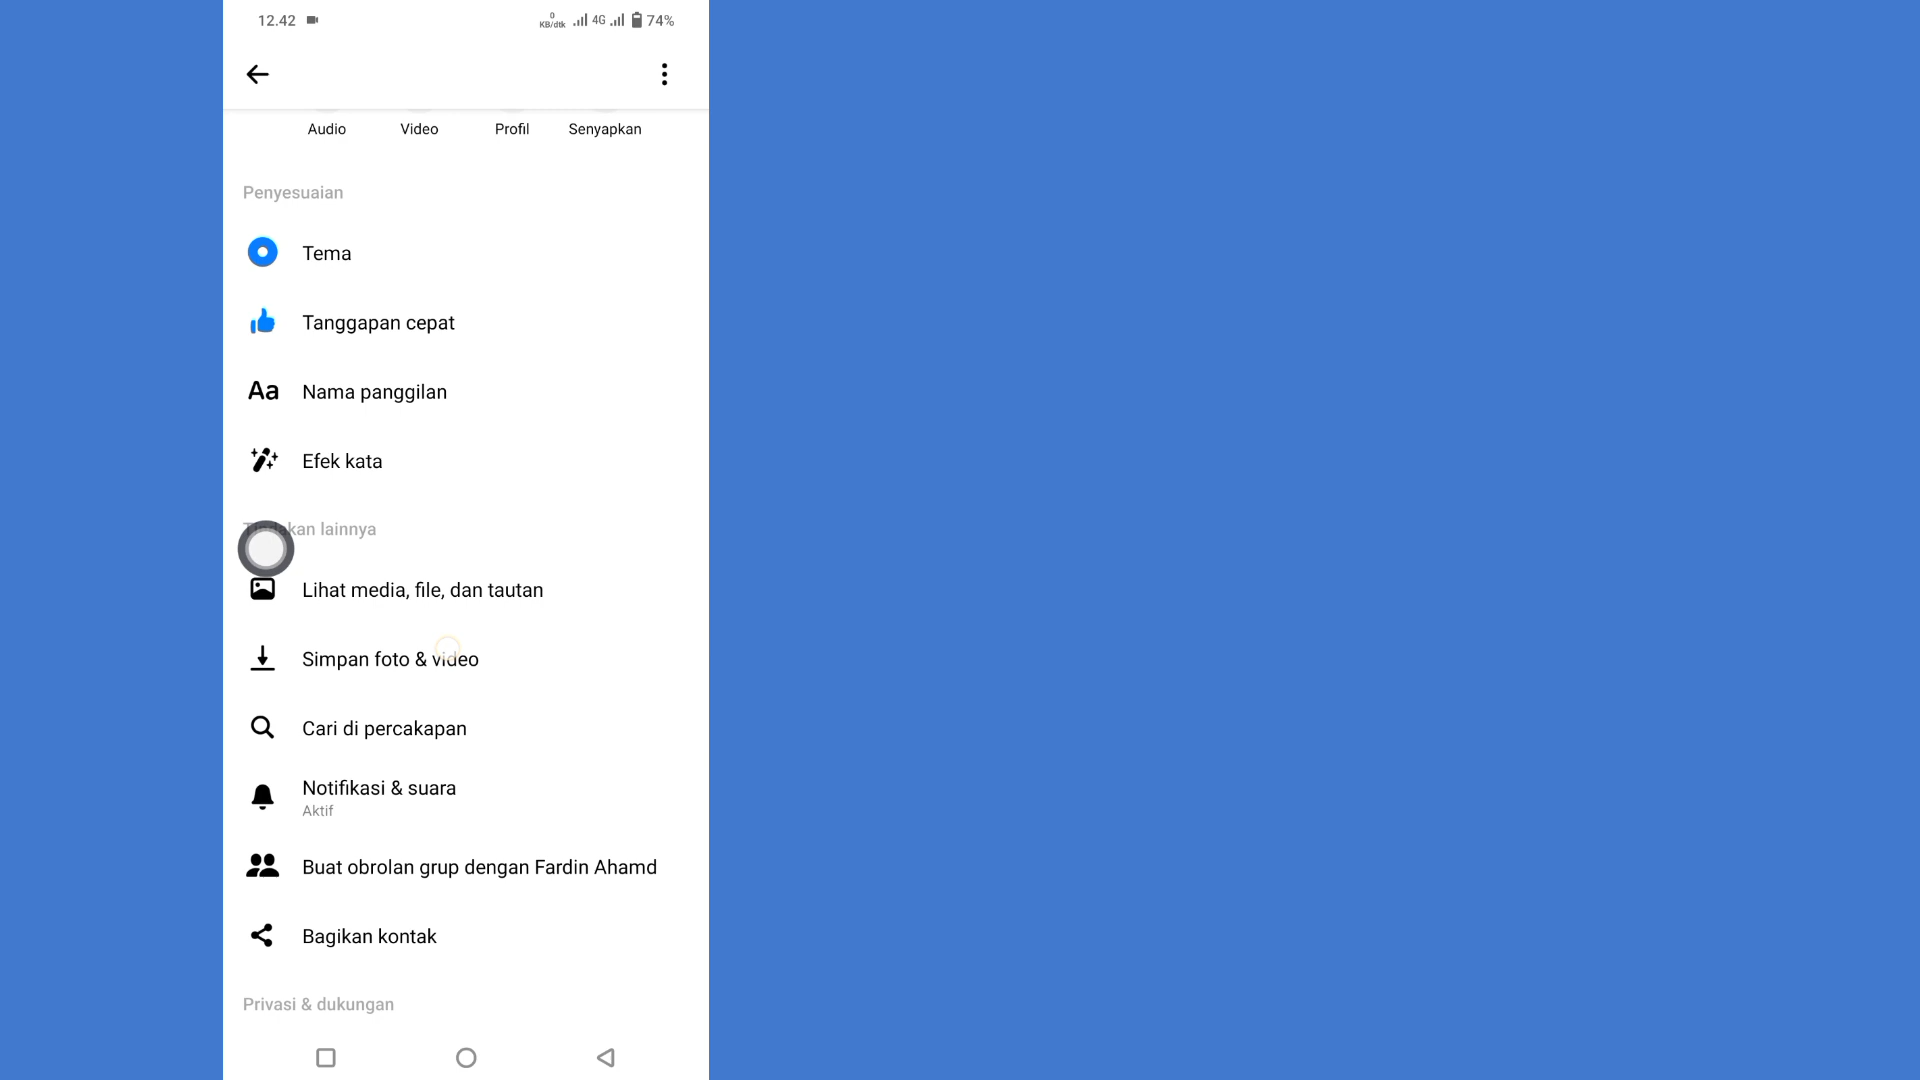 12.42 0 KB/dtk 4G 74%
Audio Video Profil Senyapkan
Penyesuaian
Tema
Tanggapan cepat
Aa Nama panggilan
Efek kata
Tindakan lainnya
Lihat media, file, dan tautan
Simpan foto & video
Cari di percakapan
Notifikasi & suara
Aktif
Buat obrolan grup dengan Fardin Ahamd
Bagikan kontak
Privasi & dukungan